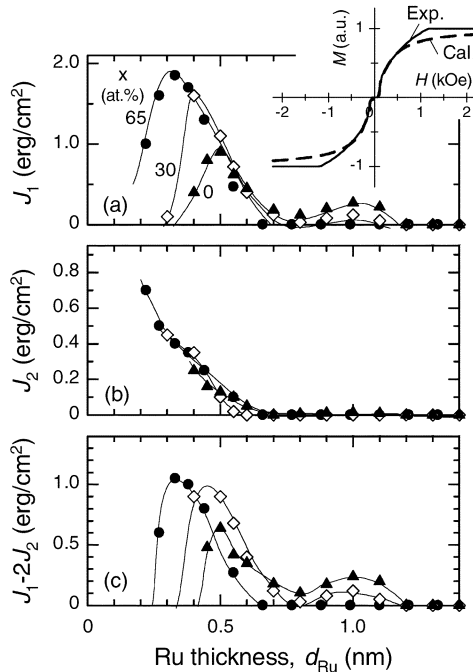 Exp.
Cal
M (a.u.)
1
0
-1
H (kOe)
-2
-1
0
1
2
x
(at.%)
65
30
0
2.0
1.0
0
J₁ (erg/cm²)
(a)
0.8
0.6
0.4
0.2
0
J₂ (erg/cm²)
(b)
1.0
0.5
0
J₁-2J₂ (erg/cm²)
(c)
0
0.5
1.0
Ru thickness, d_Ru (nm)